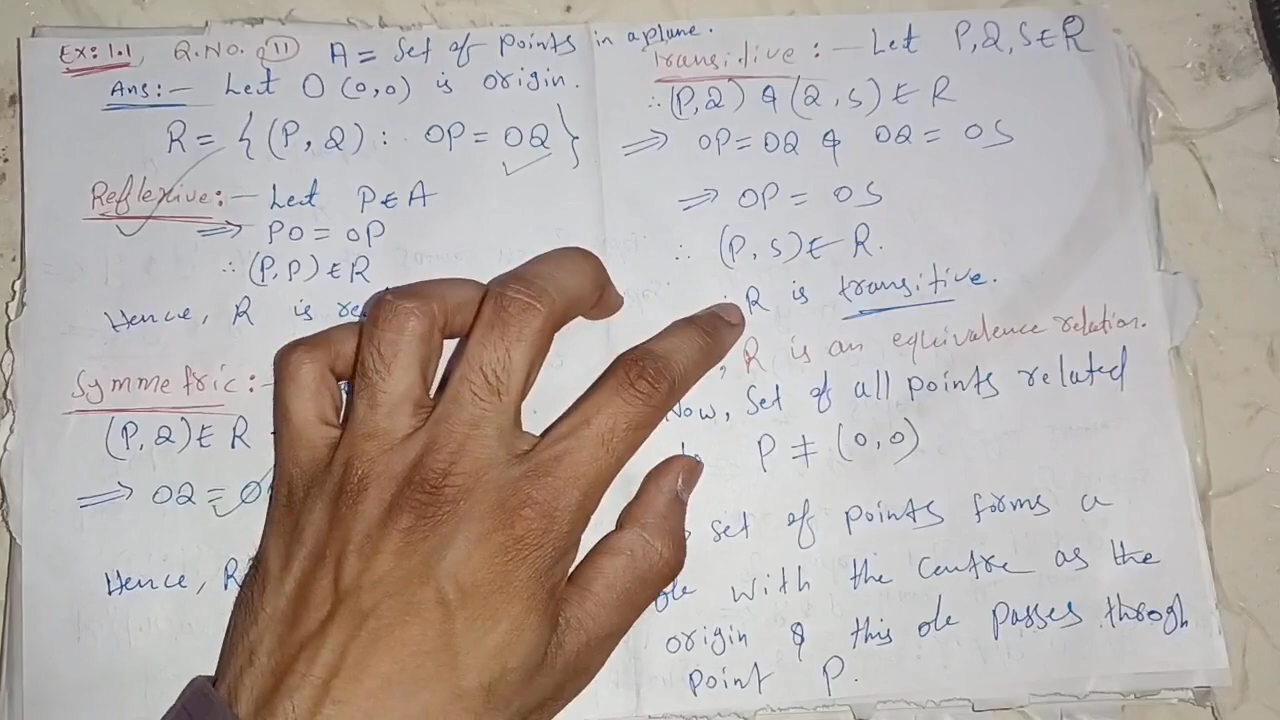 Ex: 1.1, Q.NO. 11 A = Set of Points in a plane.
Ans:- Let O (0,0) is origin.
R = { (P, Q) : OP = OQ }
Reflexive:- Let P ∈ A
⇒ PO = OP
∴ (P, P) ∈ R
Hence, R is
Symmetric:-
(P, Q) ∈ R
⇒ OQ =
Hence, R
transitive:- Let P, Q, S ∈ R
∴ (P, Q) & (Q, S) ∈ R
⇒ OP = OQ & OQ = OS
⇒ OP = OS
∴ (P, S) ∈ R.
R is transitive.
, R is an equivalence relation.
Now, Set of all points related
P ≠ (0,0)
set of points forms a
with the Centre as the
origin & this ole passes throgh
point P.